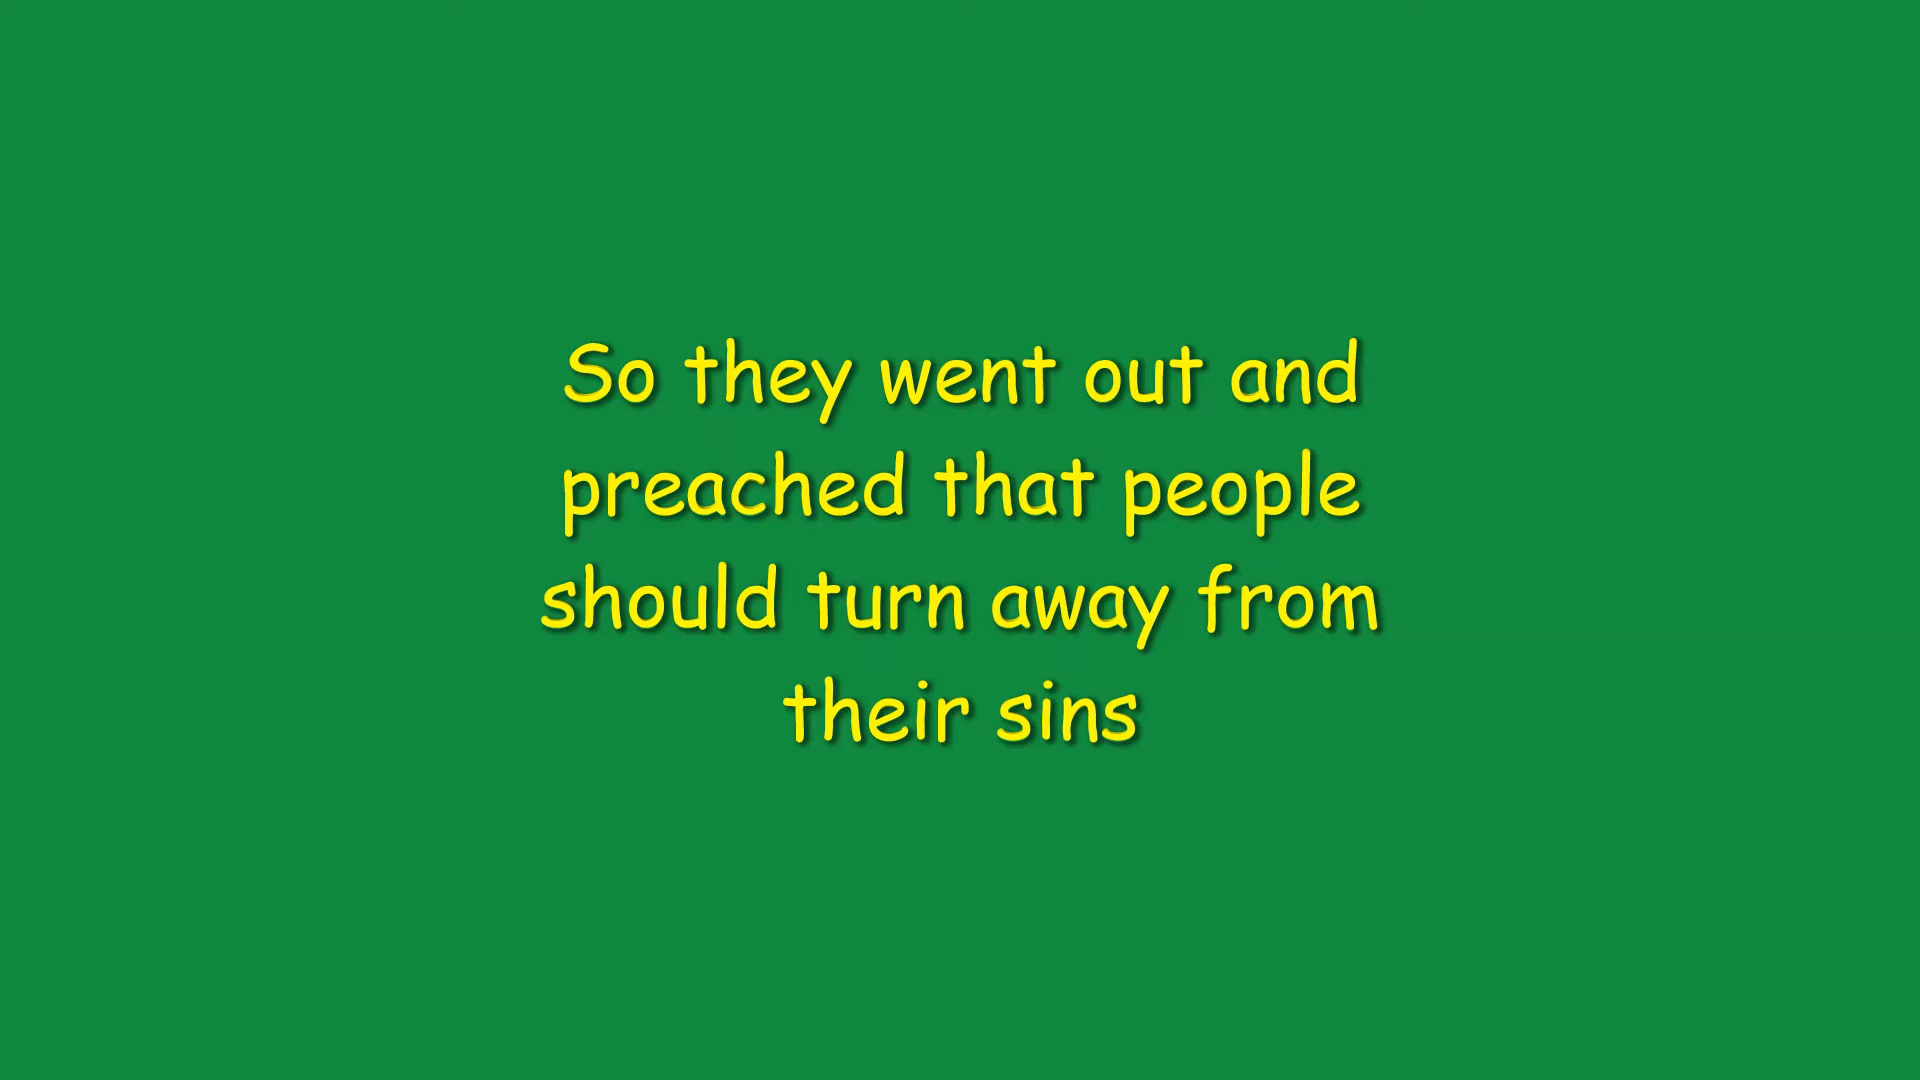 So they went out and
preached that people
should turn away from
their sins